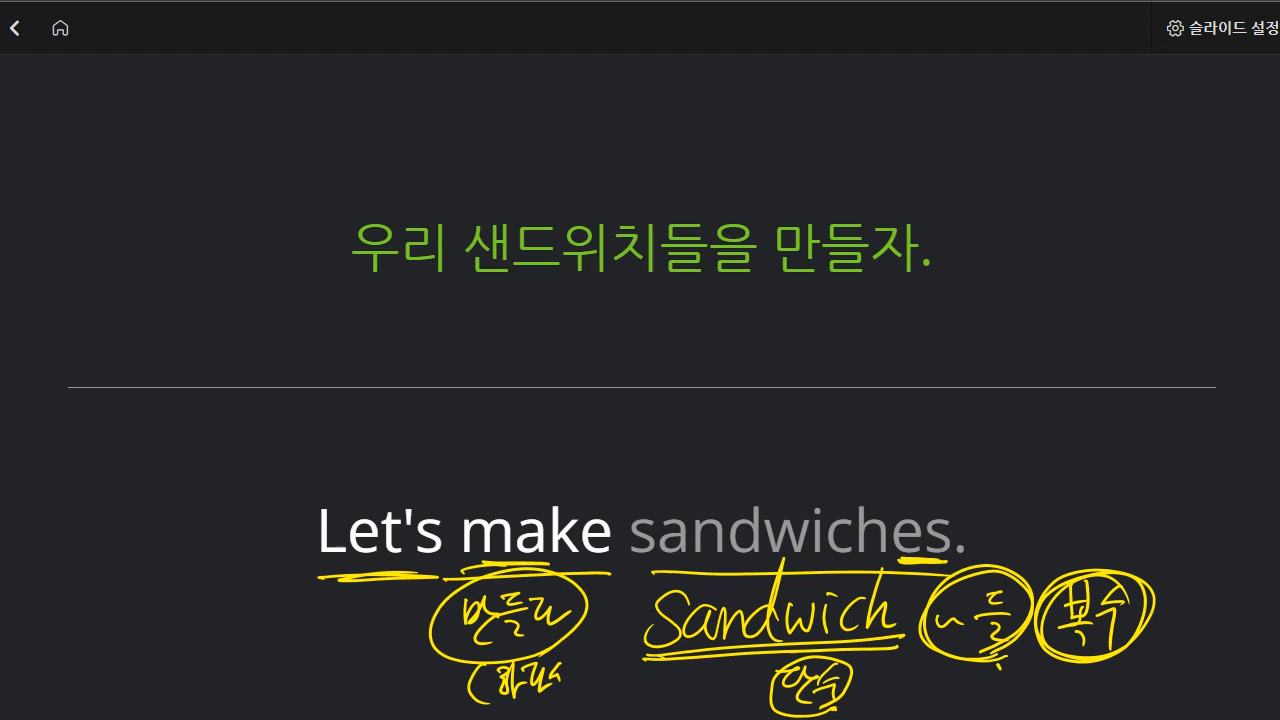 슬라이드 설정
우리 샌드위치들을 만들자.
Let's make sandwiches.
만들다 Sandwich ~들 복수
단수